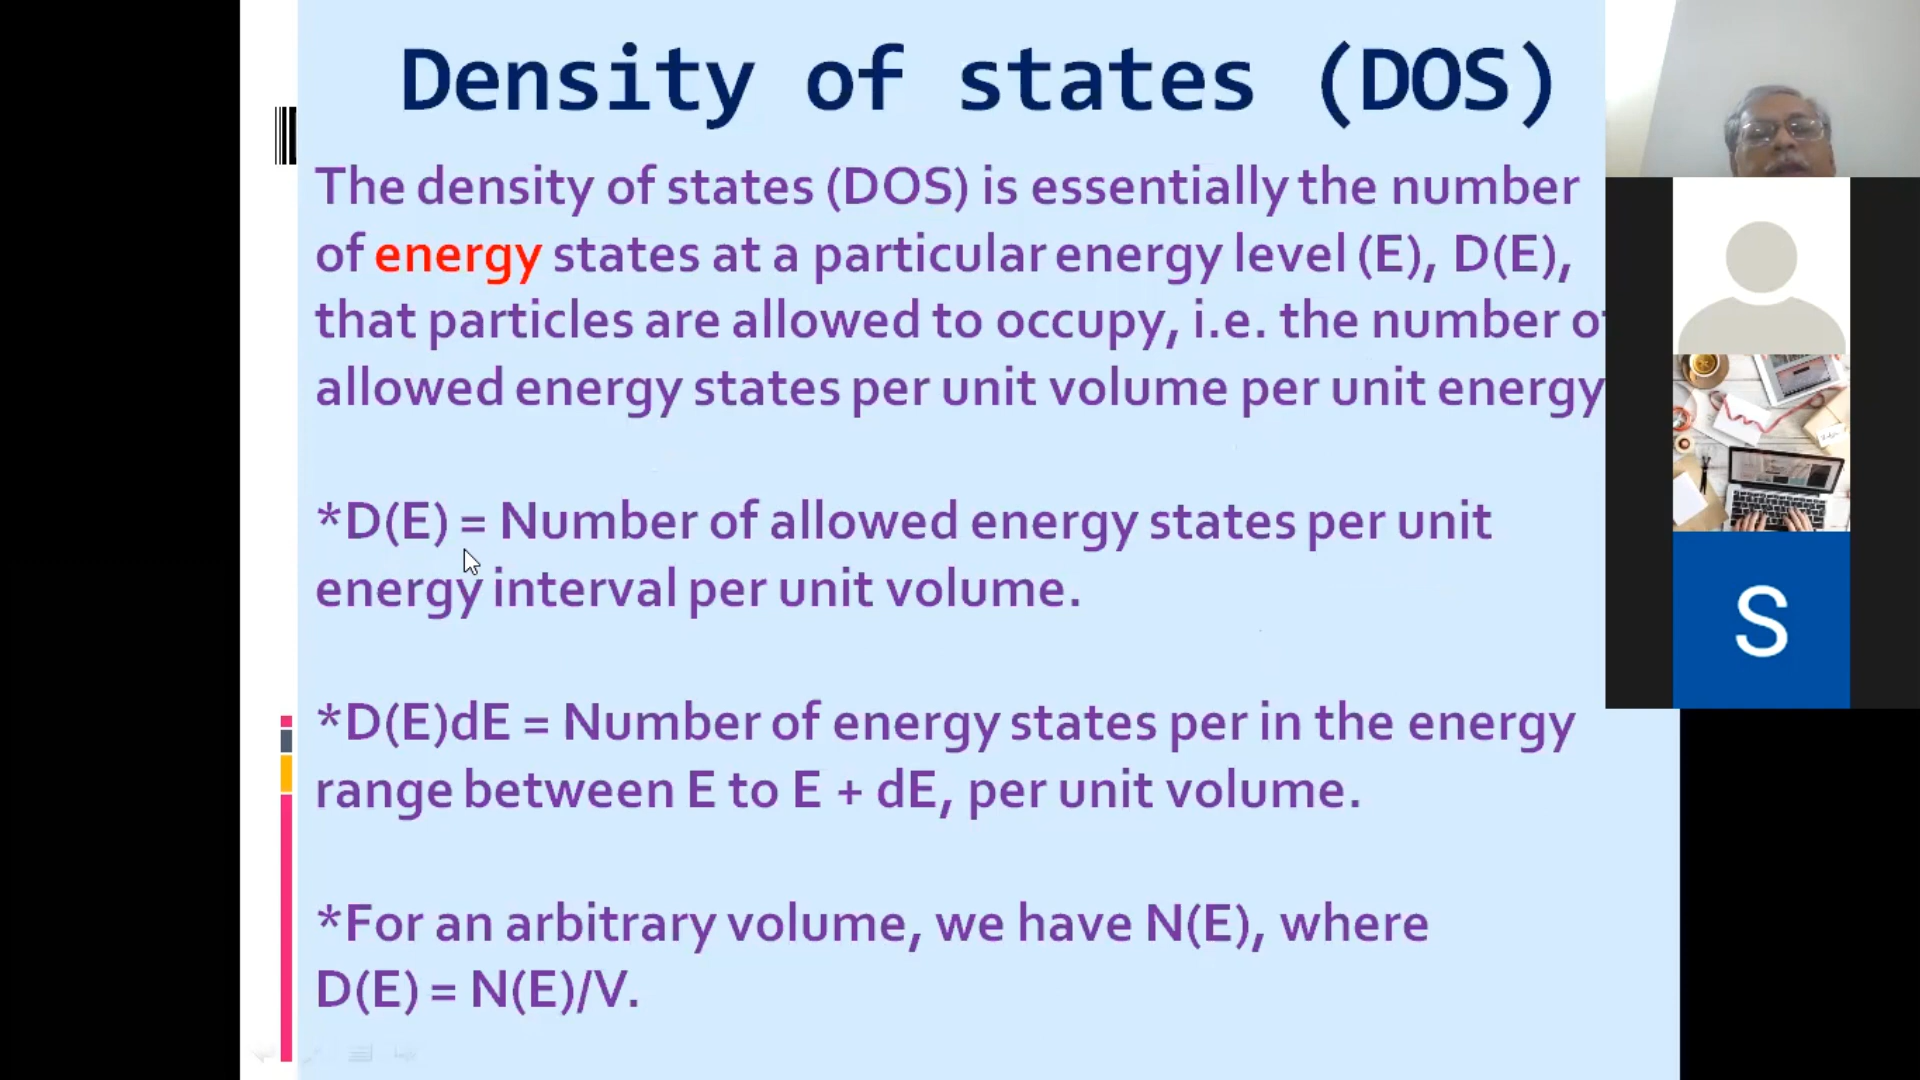 Density of states (DOS)
The density of states (DOS) is essentially the number
of energy states at a particular energy level (E), D(E),
that particles are allowed to occupy, i.e. the number of
allowed energy states per unit volume per unit energy
*D(E) = Number of allowed energy states per unit
energy interval per unit volume.
*D(E)dE = Number of energy states per in the energy
range between E to E + dE, per unit volume.
*For an arbitrary volume, we have N(E), where
D(E) = N(E)/V.
S